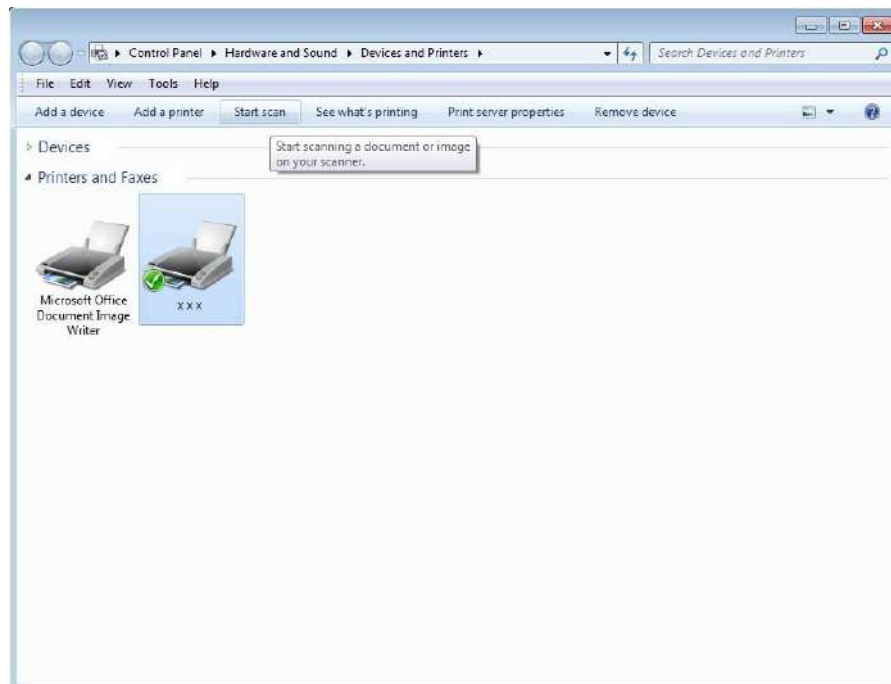 Control Panel Hardware and Sound Devices and Printers Search Devices and Printers
File Edit View Tools Help
Add a device Add a printer Start scan See what's printing Print server properties Remove device
Devices
Start scanning a document or image
on your scanner.
Printers and Faxes
Microsoft Office
Document Image
Writer
x x x